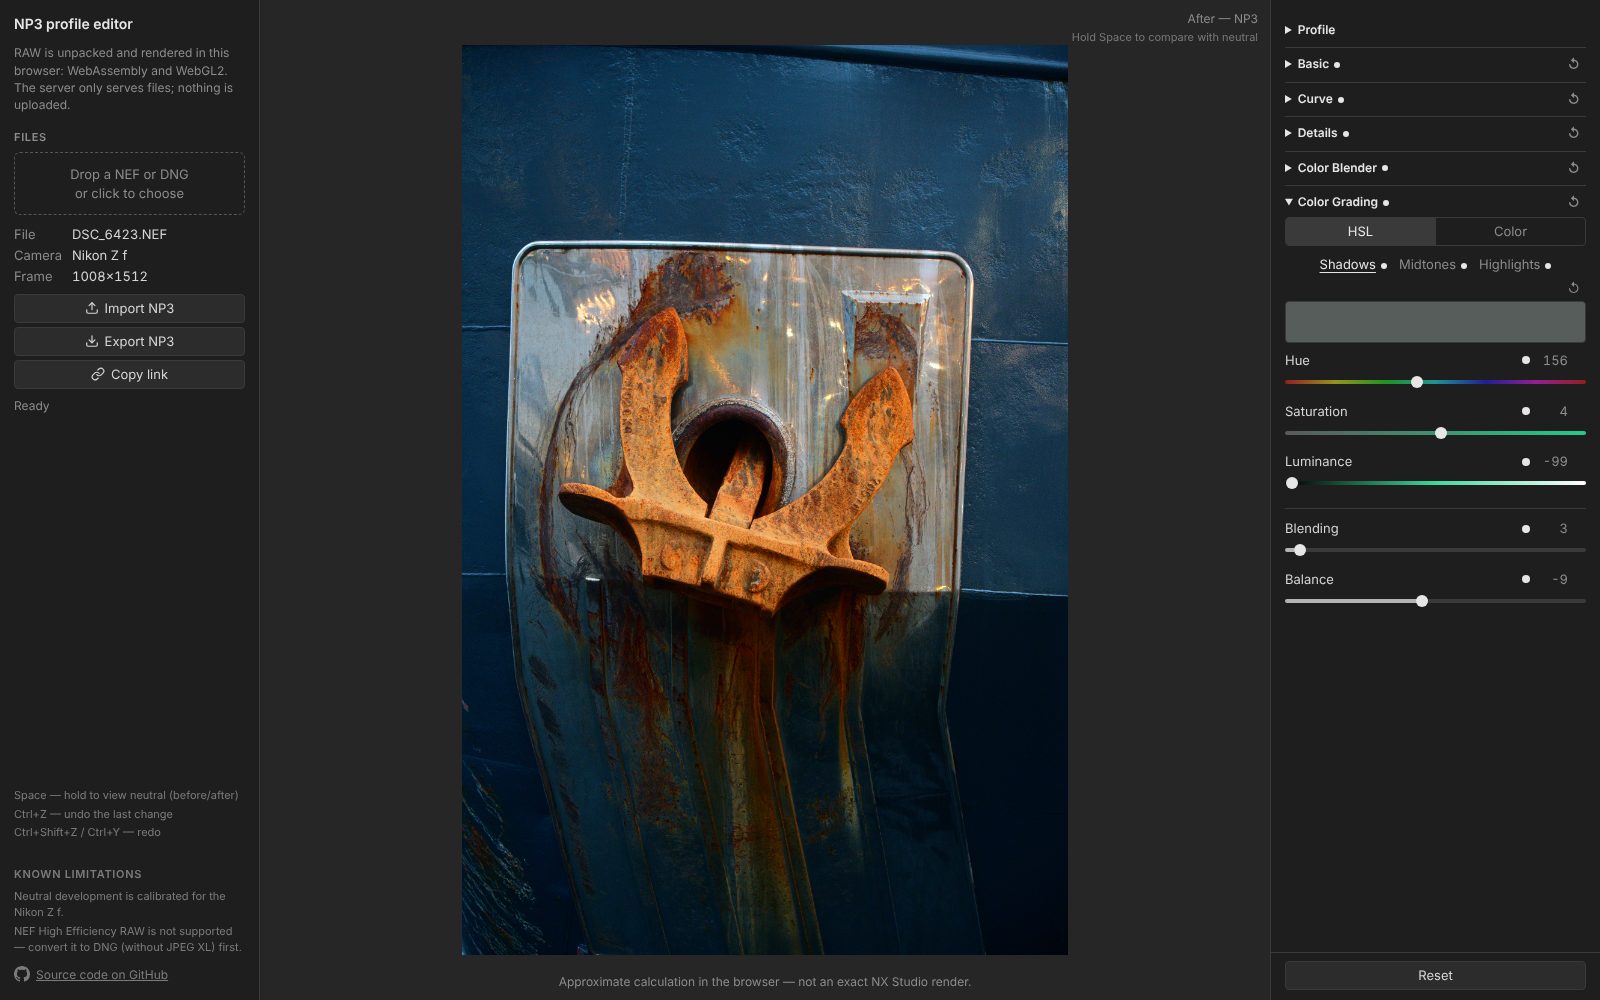 NP3 profile editor
RAW is unpacked and rendered in this
browser: WebAssembly and WebGL2.
The server only serves files; nothing is
uploaded.
FILES
Drop a NEF or DNG
or click to choose
File DSC_6423.NEF
Camera Nikon Z f
Frame 1008×1512
Import NP3
Export NP3
Copy link
Ready
Space — hold to view neutral (before/after)
Ctrl+Z — undo the last change
Ctrl+Shift+Z / Ctrl+Y — redo
KNOWN LIMITATIONS
Neutral development is calibrated for the
Nikon Z f.
NEF High Efficiency RAW is not supported
— convert it to DNG (without JPEG XL) first.
Source code on GitHub
After — NP3
Hold Space to compare with neutral
Approximate calculation in the browser — not an exact NX Studio render.
Profile
Basic
Curve
Details
Color Blender
Color Grading
HSL Color
Shadows Midtones Highlights
Hue 156
Saturation 4
Luminance -99
Blending 3
Balance -9
Reset